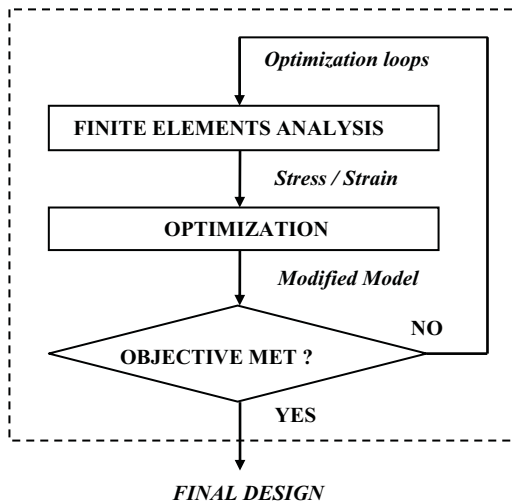 Optimization loops
FINITE ELEMENTS ANALYSIS
Stress / Strain
OPTIMIZATION
Modified Model
NO
OBJECTIVE MET ?
YES
FINAL DESIGN